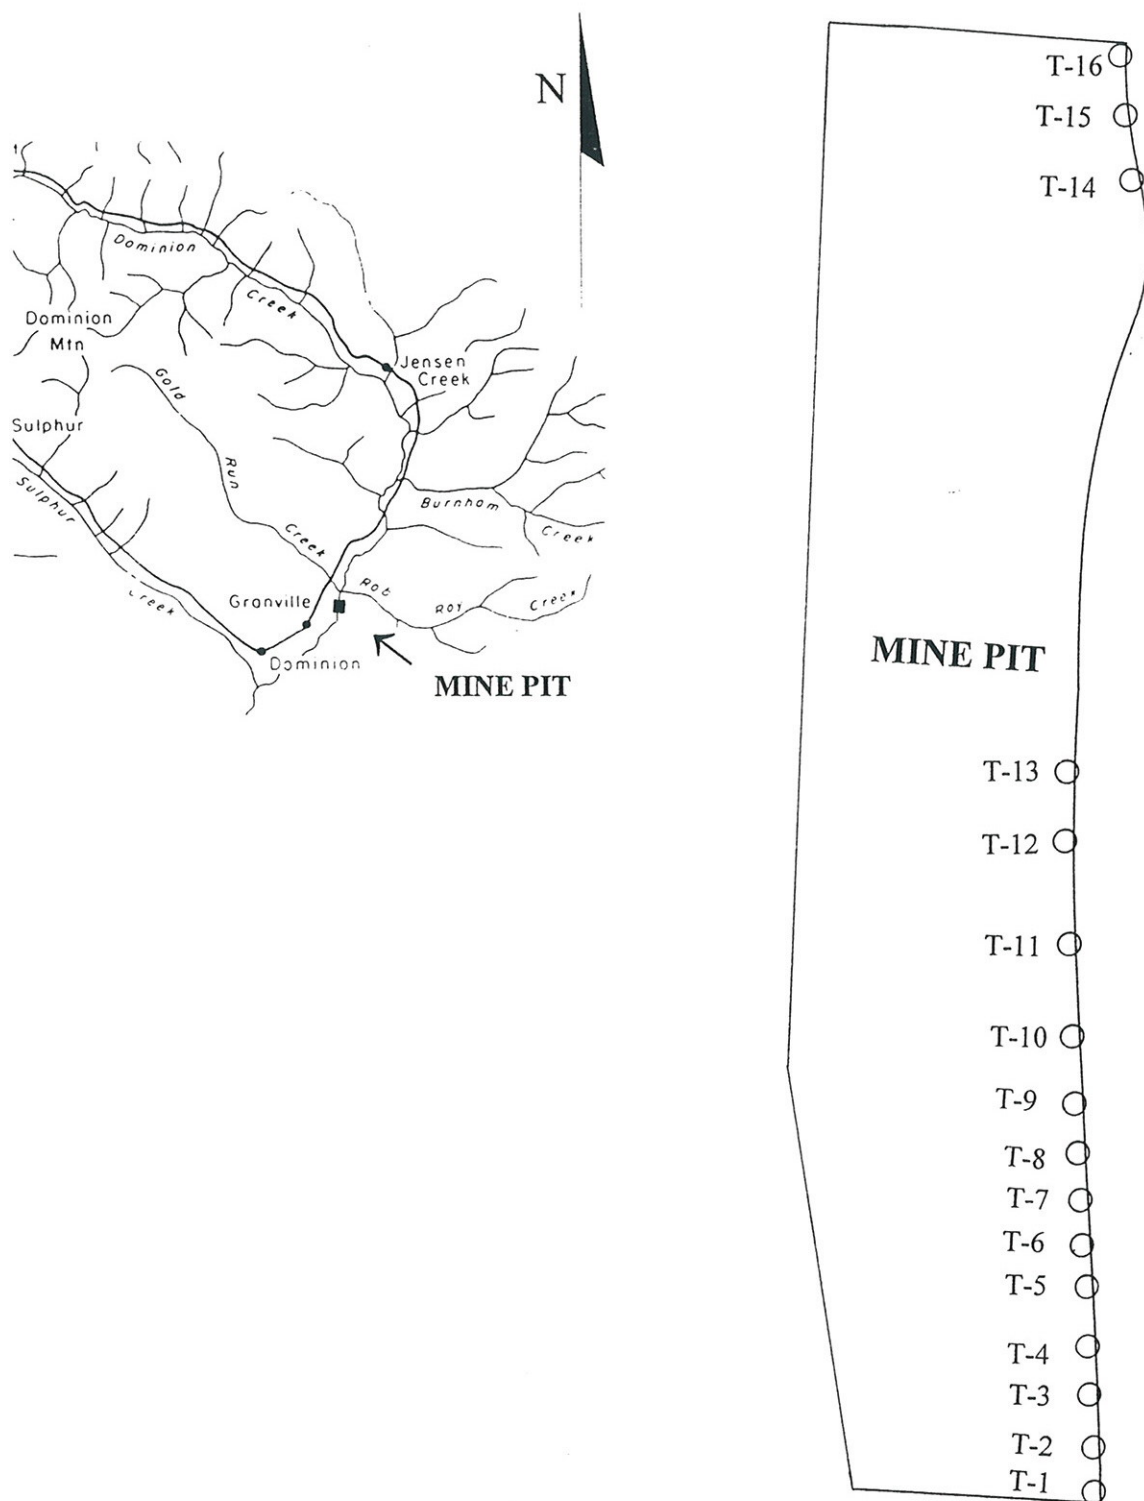 N
Dominion
Creek
Dominion
Mtn
Jensen
Creek
Gold
Run
Creek
Sulphur
Sulphur
Creek
Burnham
Creek
Rob
Roy
Creek
Granville
Dominion
MINE PIT
T-16
T-15
T-14
MINE PIT
T-13
T-12
T-11
T-10
T-9
T-8
T-7
T-6
T-5
T-4
T-3
T-2
T-1